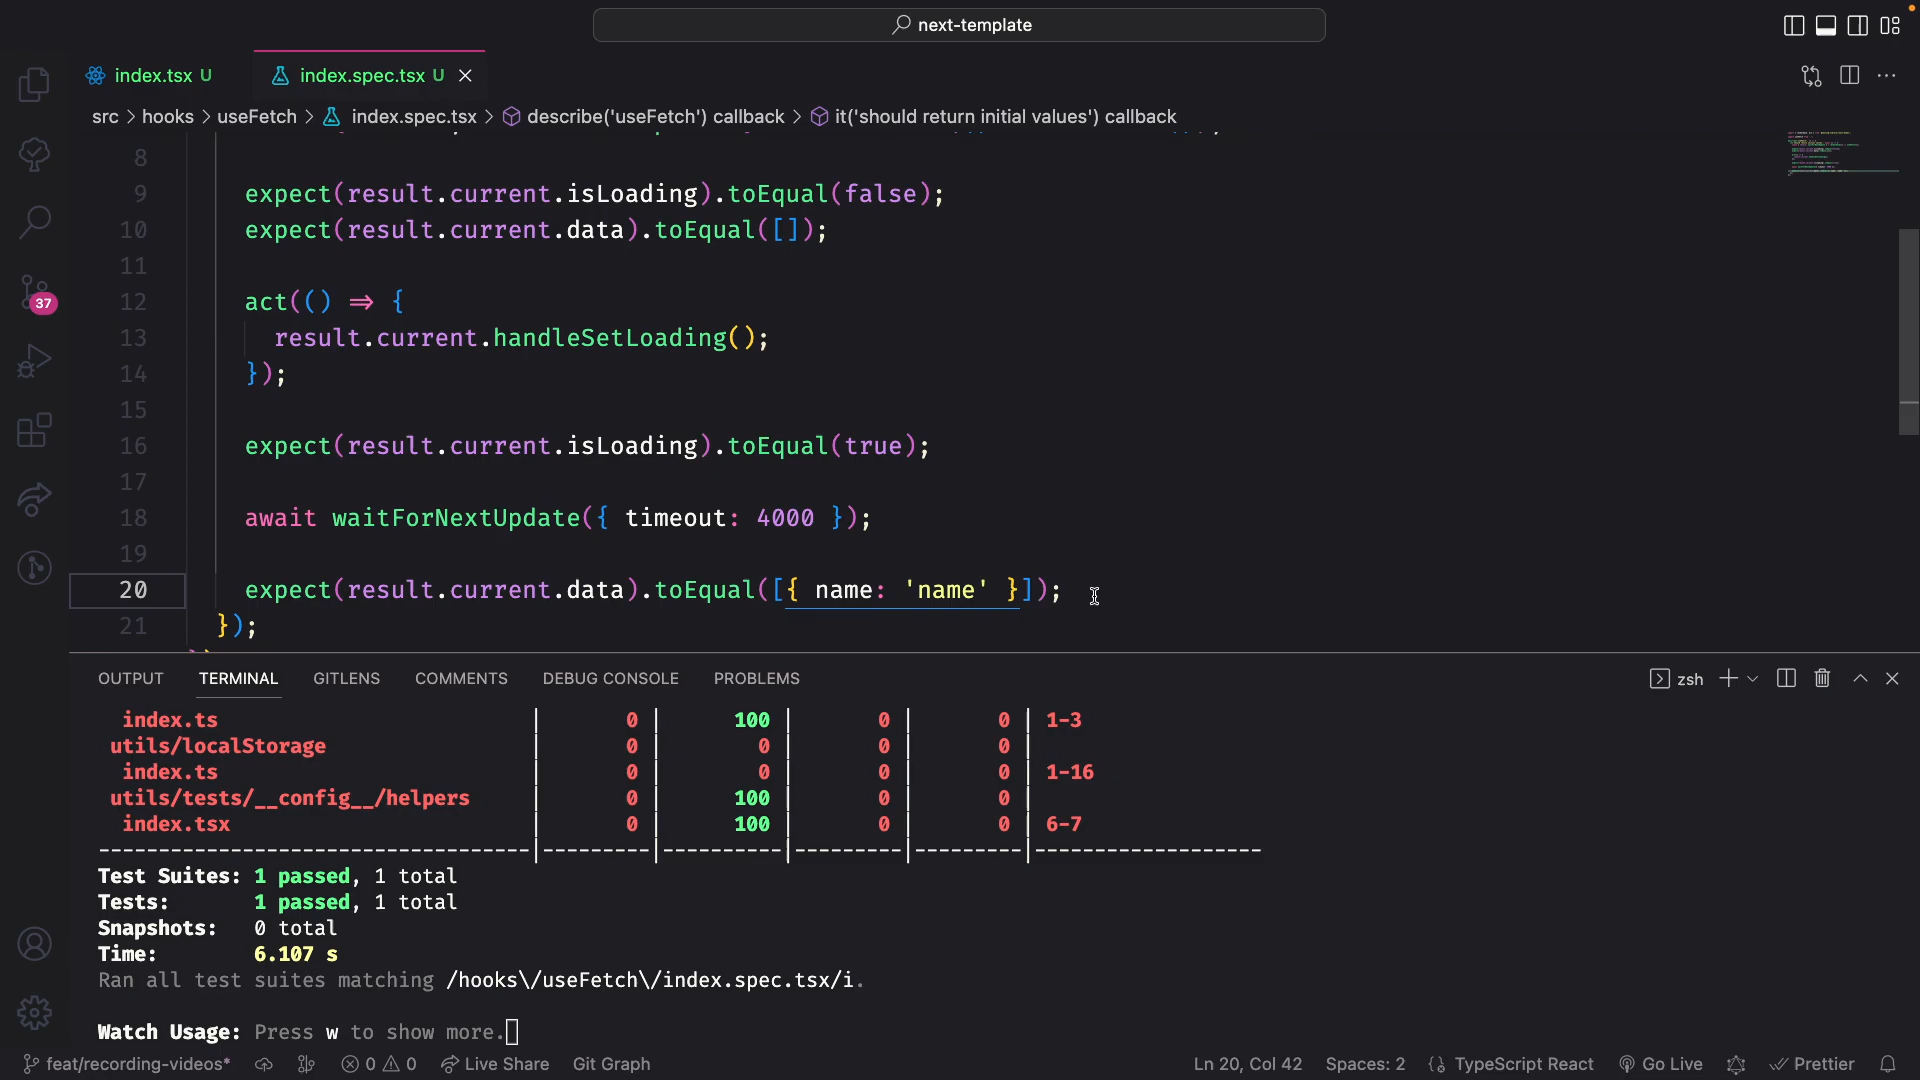 next-template
index.tsx U
index.spec.tsx U
src > hooks > useFetch > index.spec.tsx > describe('useFetch') callback > it('should return initial values') callback
8
9 expect(result.current.isLoading).toEqual(false);
10 expect(result.current.data).toEqual([]);
11
12 act(() ⇒ {
13 result.current.handleSetLoading();
14 });
15
16 expect(result.current.isLoading).toEqual(true);
17
18 await waitForNextUpdate({ timeout: 4000 });
19
20 expect(result.current.data).toEqual([{ name: 'name' }]);
21 });
37
OUTPUT TERMINAL GITLENS COMMENTS DEBUG CONSOLE PROBLEMS zsh
index.ts | 0 | 100 | 0 | 0 | 1-3
utils/localStorage | 0 | 0 | 0 | 0 |
index.ts | 0 | 0 | 0 | 0 | 1-16
utils/tests/__config__/helpers | 0 | 100 | 0 | 0 |
index.tsx | 0 | 100 | 0 | 0 | 6-7
------------------------------------|---------|----------|---------|---------|-------------------
Test Suites: 1 passed, 1 total
Tests: 1 passed, 1 total
Snapshots: 0 total
Time: 6.107 s
Ran all test suites matching /hooks\/useFetch\/index.spec.tsx/i.
Watch Usage: Press w to show more.
feat/recording-videos* 0 0 Live Share Git Graph Ln 20, Col 42 Spaces: 2 {} TypeScript React Go Live Prettier